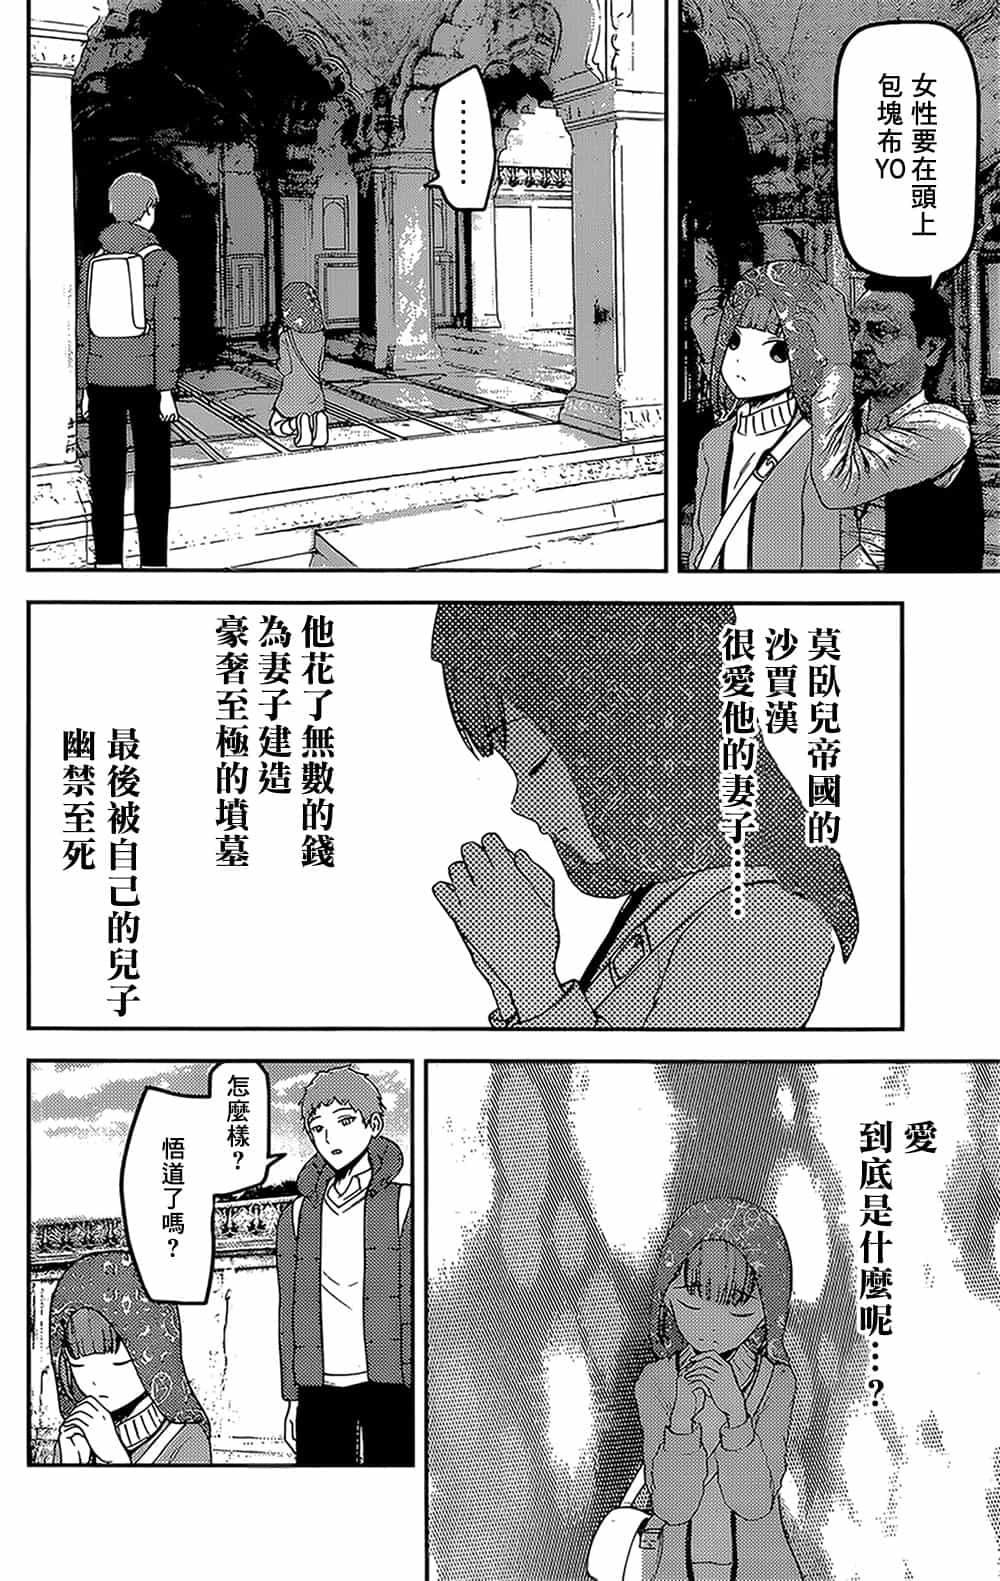 女性要在頭上
包塊布YO
………
莫臥兒帝國的
沙賈漢
很愛他的妻子……
他花了無數的錢
為妻子建造
豪奢至極的墳墓
最後被自己的兒子
幽禁至死
愛
到底是什麼呢…?
怎麼樣?
悟道了嗎?